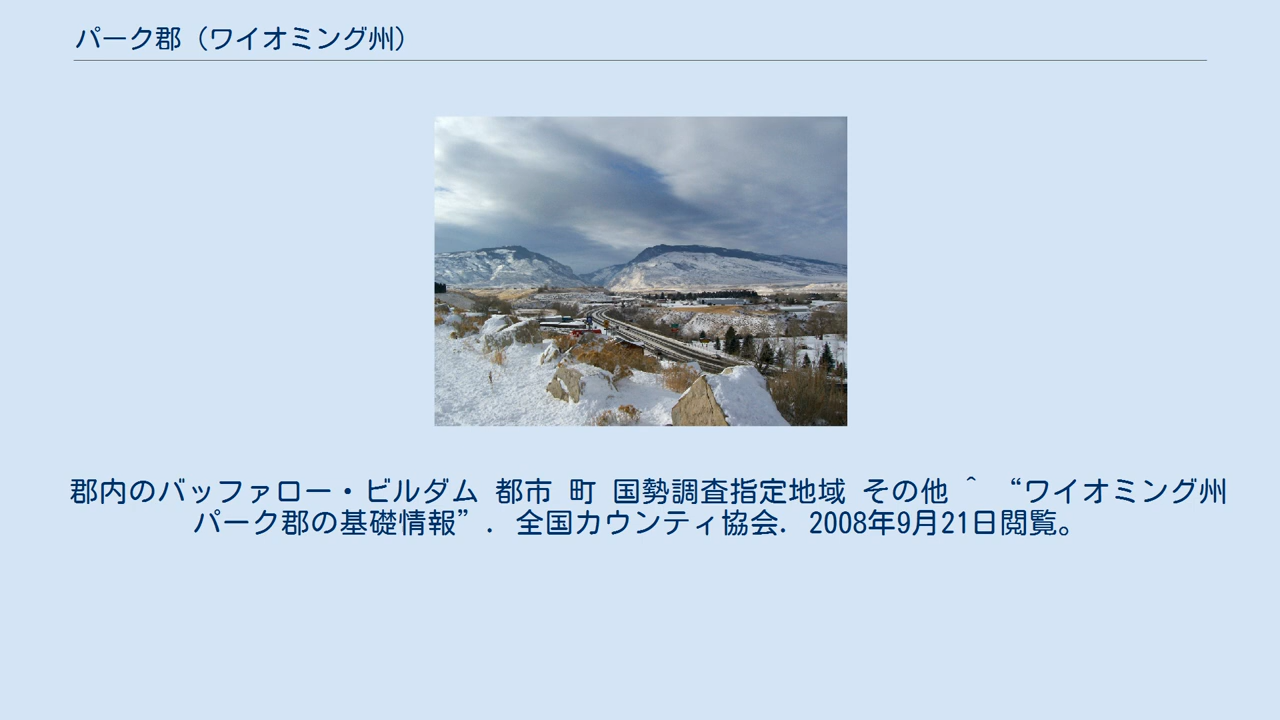 パーク郡（ワイオミング州）
郡内のバッファロー・ビルダム 都市 町 国勢調査指定地域 その他 ^ “ワイオミング州
パーク郡の基礎情報”. 全国カウンティ協会. 2008年9月21日閲覧。